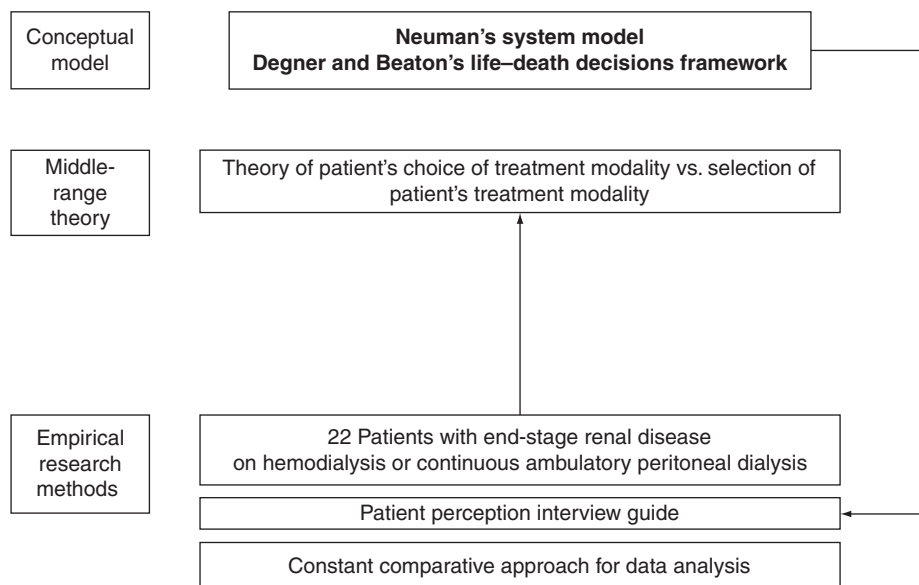 Conceptual
model
Neuman's system model
Degner and Beaton's life–death decisions framework
Middle-
range
theory
Theory of patient's choice of treatment modality vs. selection of
patient's treatment modality
Empirical
research
methods
22 Patients with end-stage renal disease
on hemodialysis or continuous ambulatory peritoneal dialysis
Patient perception interview guide
Constant comparative approach for data analysis